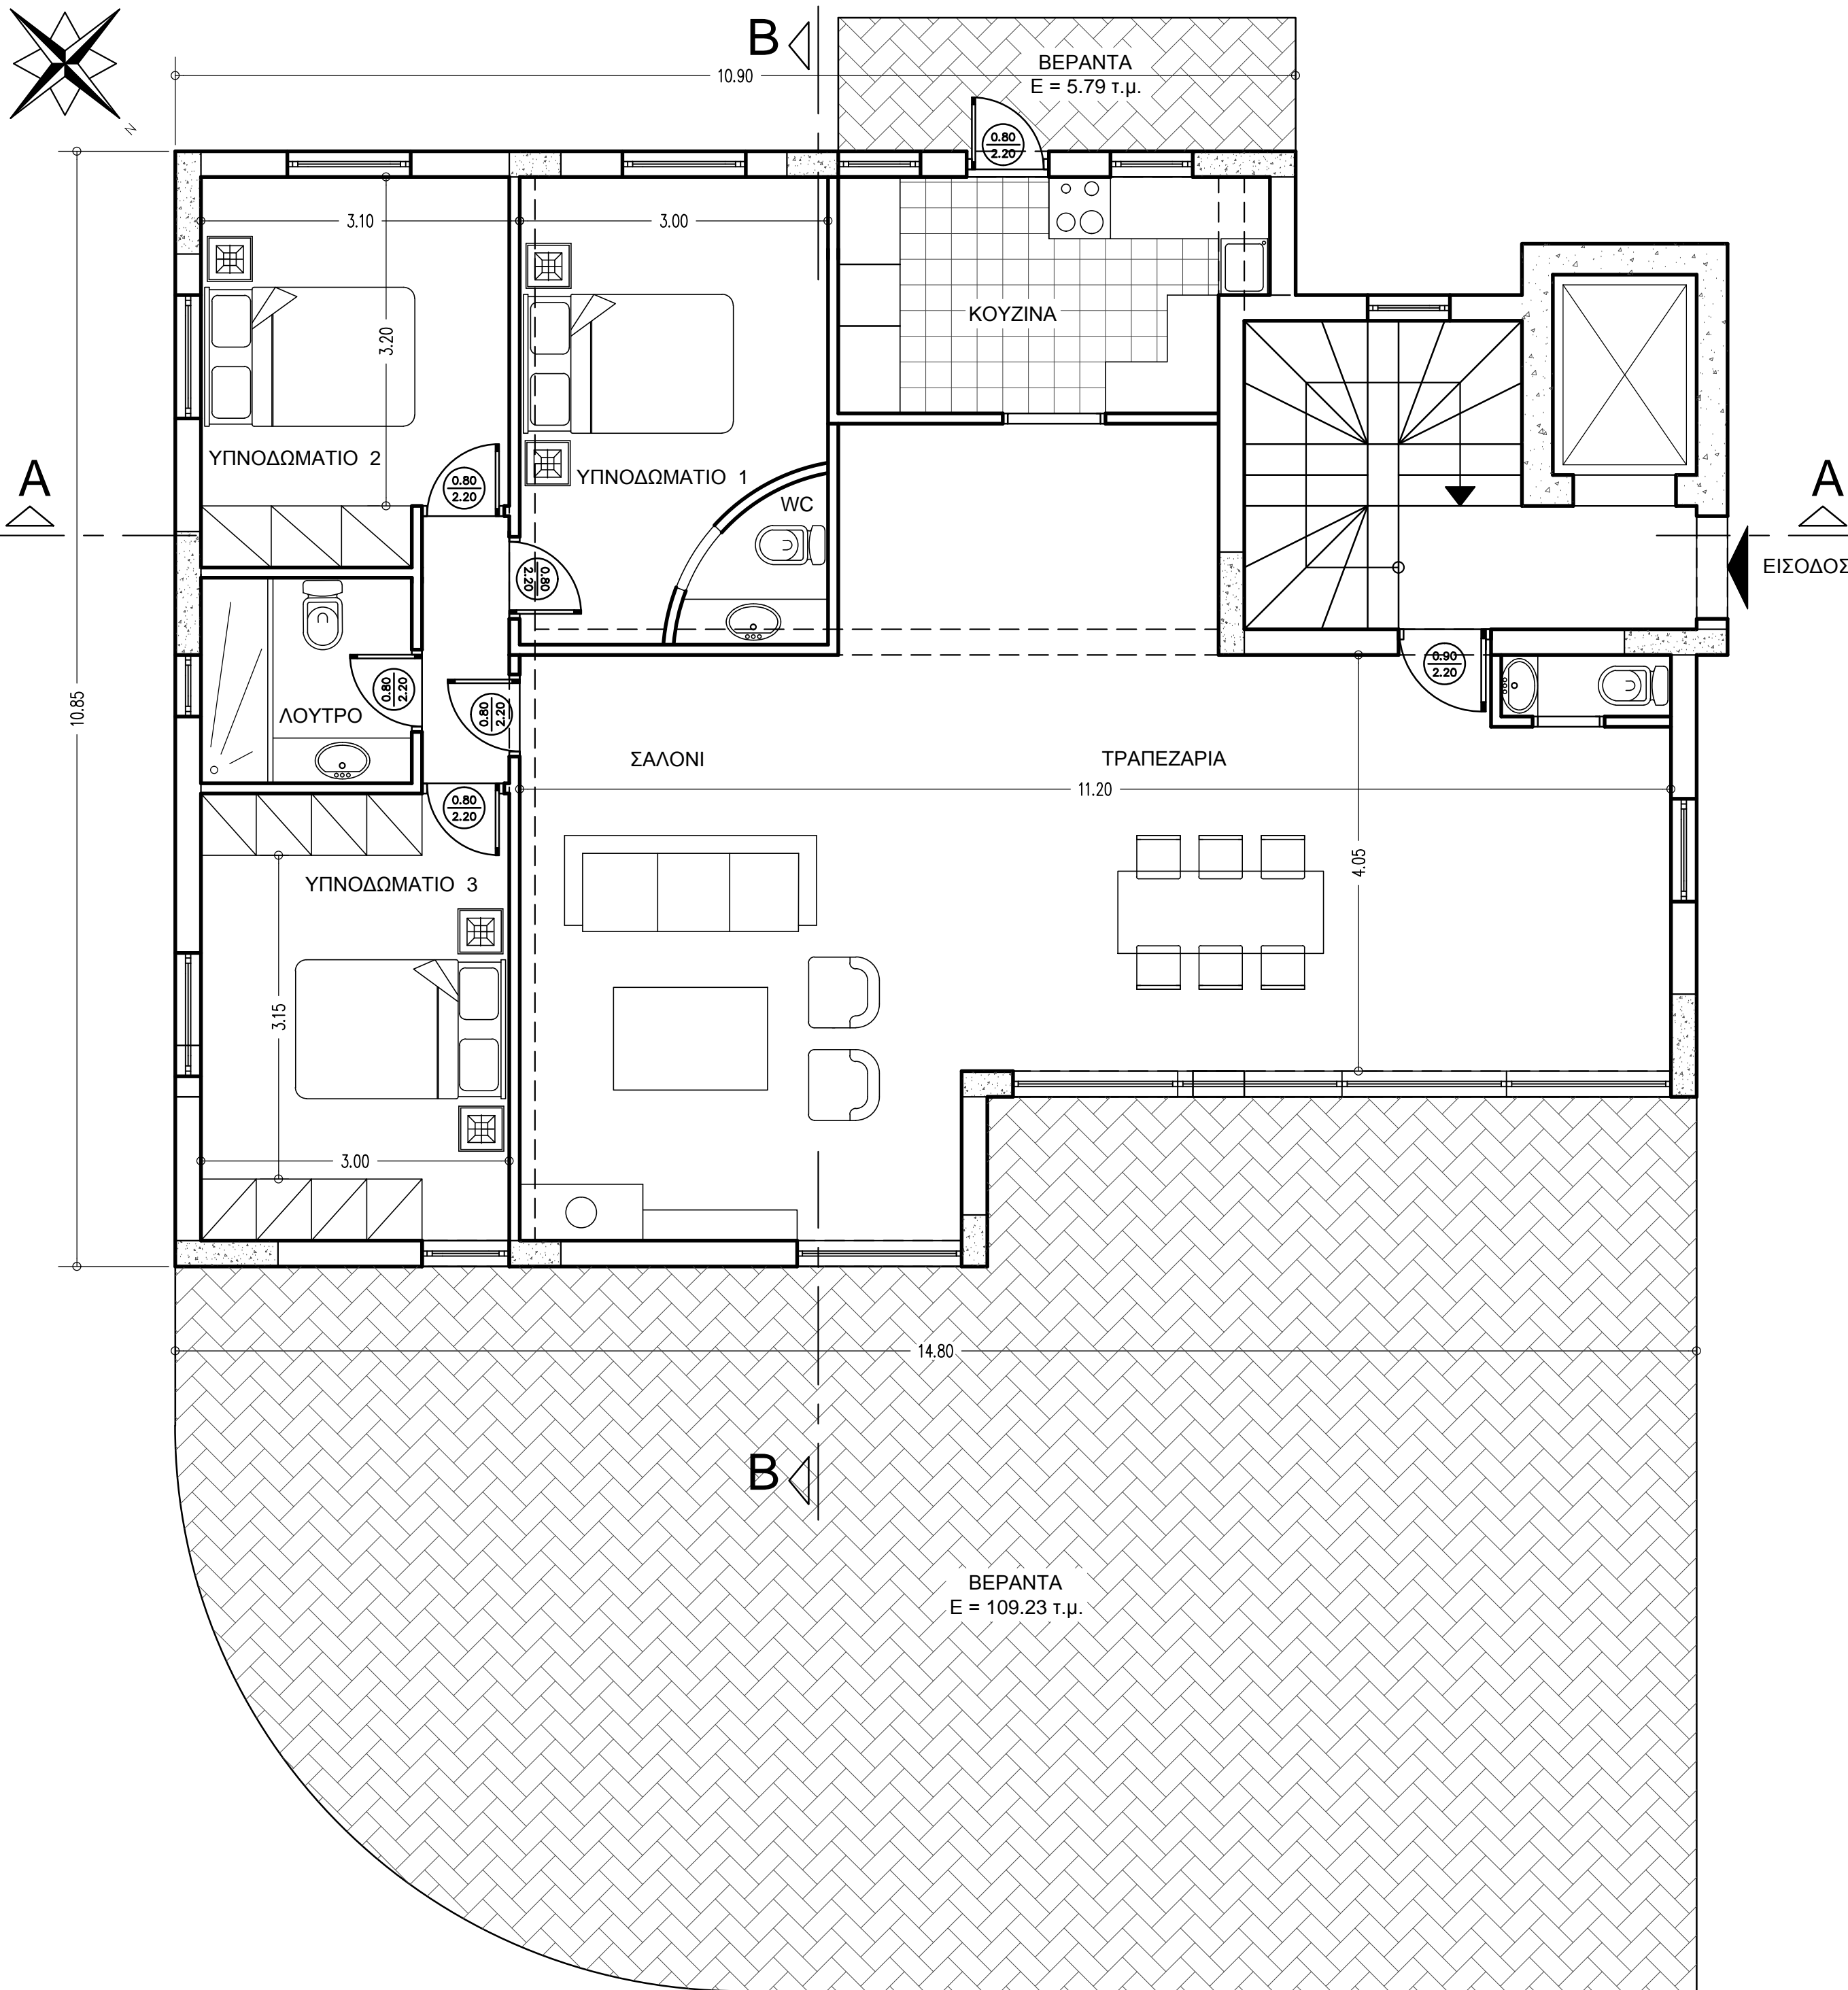 B
ΒΕΡΑΝΤΑ
Ε = 5.79 τ.μ.
10.90
N
0.80
2.20
3.10
3.00
ΚΟΥΖΙΝΑ
3.20
ΥΠΝΟΔΩΜΑΤΙΟ 2
ΥΠΝΟΔΩΜΑΤΙΟ 1
A
A
0.80
2.20
WC
ΕΙΣΟΔΟΣ
0.80
2.20
0.90
2.20
0.80
2.20
10.85
ΛΟΥΤΡΟ
0.80
2.20
ΣΑΛΟΝΙ
ΤΡΑΠΕΖΑΡΙΑ
11.20
0.80
2.20
4.05
ΥΠΝΟΔΩΜΑΤΙΟ 3
3.15
3.00
14.80
B
ΒΕΡΑΝΤΑ
Ε = 109.23 τ.μ.